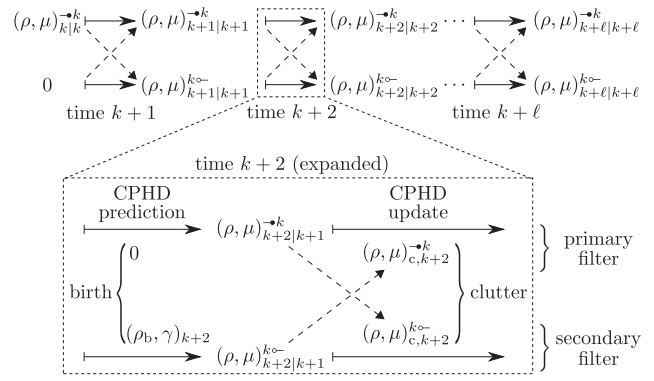 (ρ, μ)⊸•k k|k (ρ, μ)⊸•k k+1|k+1 (ρ, μ)⊸•k k+2|k+2 ··· (ρ, μ)⊸•k k+ℓ|k+ℓ
0 (ρ, μ)k∘– k+1|k+1 (ρ, μ)k∘– k+2|k+2 ··· (ρ, μ)k∘– k+ℓ|k+ℓ
time k + 1 time k + 2 time k + ℓ
time k + 2 (expanded)
CPHD CPHD
prediction update
(ρ, μ)–•k k+2|k+1
primary
filter
0 (ρ, μ)–•k c,k+2
birth clutter
(ρb, γ)k+2 (ρ, μ)k∘– c,k+2
(ρ, μ)k∘– k+2|k+1
secondary
filter